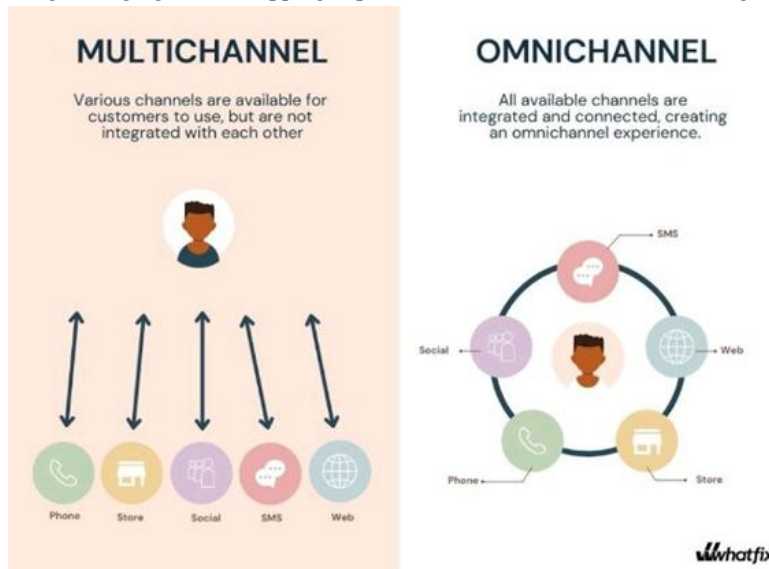 MULTICHANNEL
Various channels are available for
customers to use, but are not
integrated with each other
Phone
Store
Social
SMS
Web
OMNICHANNEL
All available channels are
integrated and connected, creating
an omnichannel experience.
SMS
Social
Web
Phone
Store
whatfix